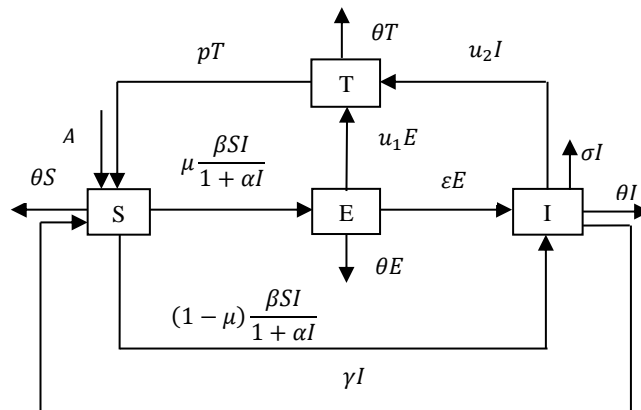 θT
pT
u₂I
T
A
μ βSI / (1 + αI)
u₁E
σI
θS
εE
θI
S
E
I
θE
(1 − μ) βSI / (1 + αI)
γI